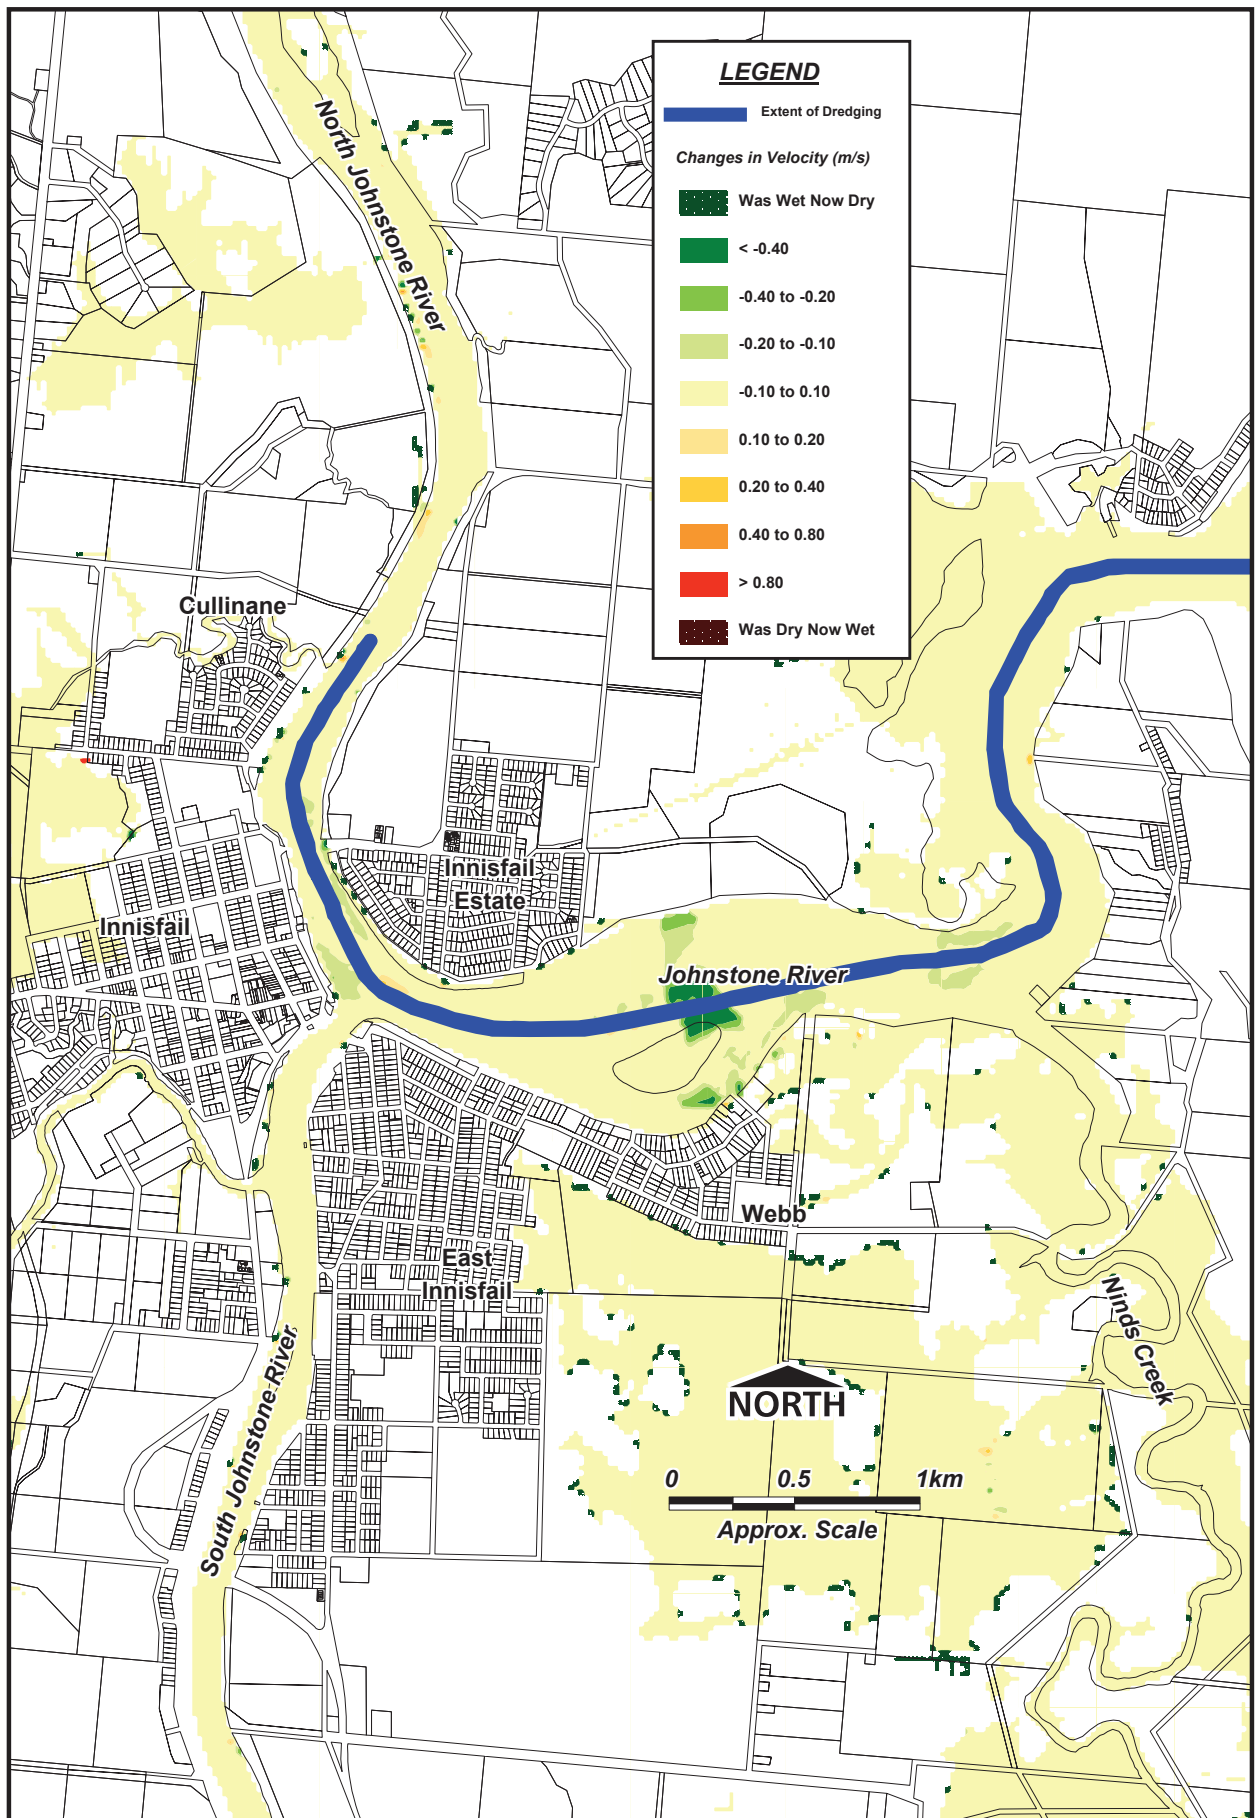 LEGEND
Extent of Dredging
Changes in Velocity (m/s)
Was Wet Now Dry
< -0.40
-0.40 to -0.20
-0.20 to -0.10
-0.10 to 0.10
0.10 to 0.20
0.20 to 0.40
0.40 to 0.80
> 0.80
Was Dry Now Wet
North Johnstone River
Cullinane
Innisfail
Estate
Innisfail
Johnstone River
Webb
East
Innisfail
Ninds Creek
South Johnstone River
NORTH
0 0.5 1km
Approx. Scale